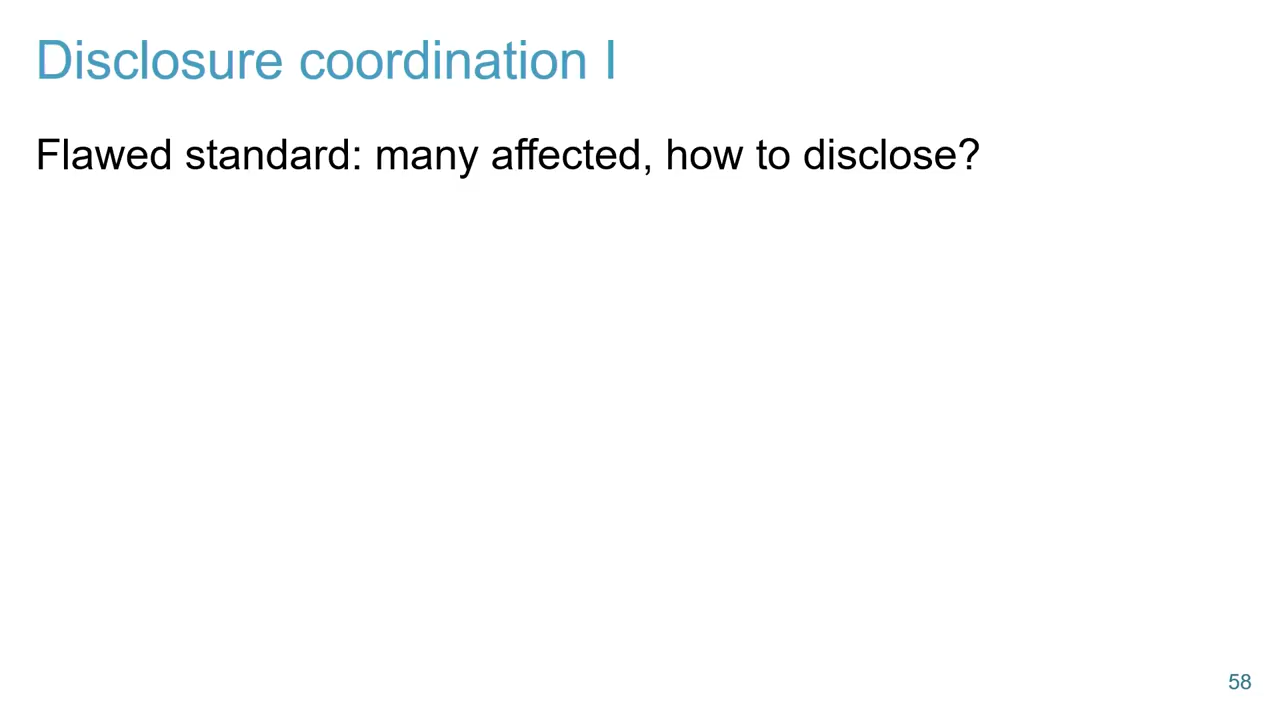 Disclosure coordination I
Flawed standard: many affected, how to disclose?
58